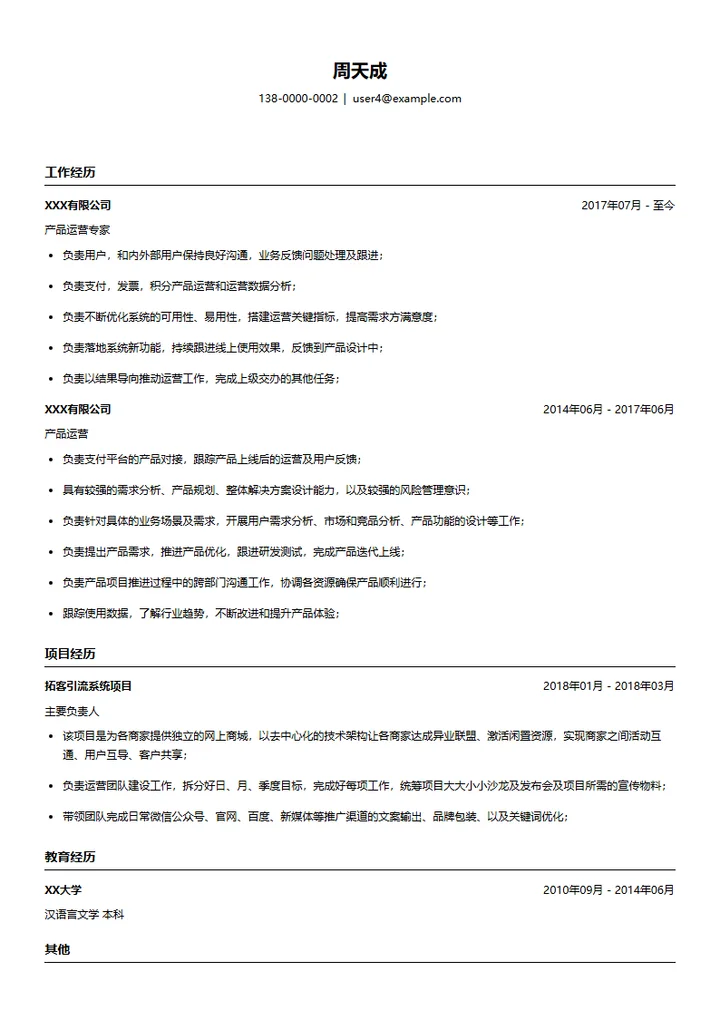 周天成
138-0000-0002 | user4@example.com
工作经历
XXX有限公司 2017年07月 - 至今
产品运营专家
• 负责用户，和内外部用户保持良好沟通，业务反馈问题处理及跟进；
• 负责支付，发票，积分产品运营和运营数据分析；
• 负责不断优化系统的可用性、易用性，搭建运营关键指标，提高需求方满意度；
• 负责落地系统新功能，持续跟进线上使用效果，反馈到产品设计中；
• 负责以结果导向推动运营工作，完成上级交办的其他任务；
XXX有限公司 2014年06月 - 2017年06月
产品运营
• 负责支付平台的产品对接，跟踪产品上线后的运营及用户反馈；
• 具有较强的需求分析、产品规划、整体解决方案设计能力，以及较强的风险管理意识；
• 负责针对具体的业务场景及需求，开展用户需求分析、市场和竞品分析、产品功能的设计等工作；
• 负责提出产品需求，推进产品优化，跟进研发测试，完成产品迭代上线；
• 负责产品项目推进过程中的跨部门沟通工作，协调各资源确保产品顺利进行；
• 跟踪使用数据，了解行业趋势，不断改进和提升产品体验；
项目经历
拓客引流系统项目 2018年01月 - 2018年03月
主要负责人
• 该项目是为各商家提供独立的网上商城，以去中心化的技术架构让各商家达成异业联盟、激活闲置资源，实现商家之间活动互
通、用户互导、客户共享；
• 负责运营团队建设工作，拆分好日、月、季度目标，完成好每项工作，统筹项目大大小小沙龙及发布会及项目所需的宣传物料；
• 带领团队完成日常微信公众号、官网、百度、新媒体等推广渠道的文案输出、品牌包装、以及关键词优化；
教育经历
XX大学 2010年09月 - 2014年06月
汉语言文学 本科
其他